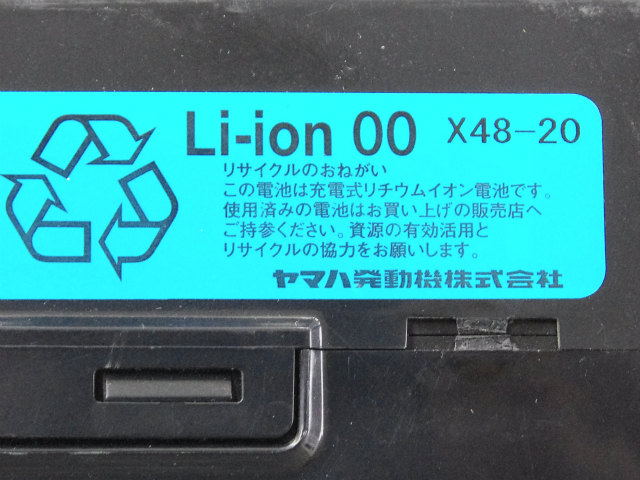 Li-ion 00 X48-20
リサイクルのおねがい
この電池は充電式リチウムイオン電池です。
使用済みの電池はお買い上げの販売店へ
ご持参ください。資源の有効活用と
リサイクルの協力をお願いします。
ヤマハ発動機株式会社